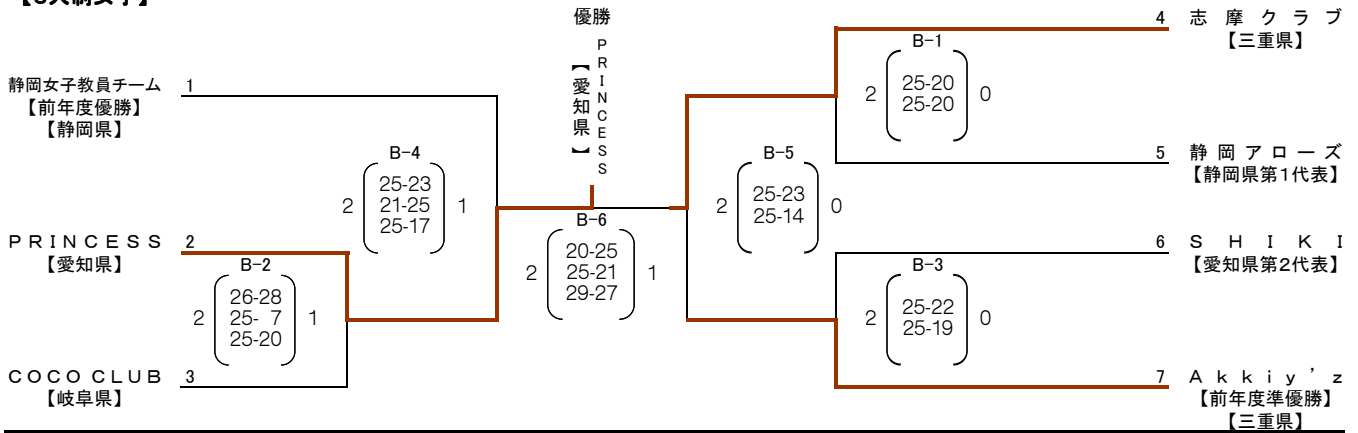 優勝
PRINCESS
【愛知県】
静岡女子教員チーム 1
【前年度優勝】
【静岡県】
PRINCESS 2
【愛知県】
COCO CLUB 3
【岐阜県】
B-4
2 25-23 1
21-25
25-17
B-2
2 26-28 1
25- 7
25-20
B-6
2 20-25 1
25-21
29-27
B-5
2 25-23 0
25-14
B-1
2 25-20 0
25-20
B-3
2 25-22 0
25-19
4 志摩クラブ
【三重県】
5 静岡アローズ
【静岡県第1代表】
6 SHIKI
【愛知県第2代表】
7 Akkiy'z
【前年度準優勝】
【三重県】